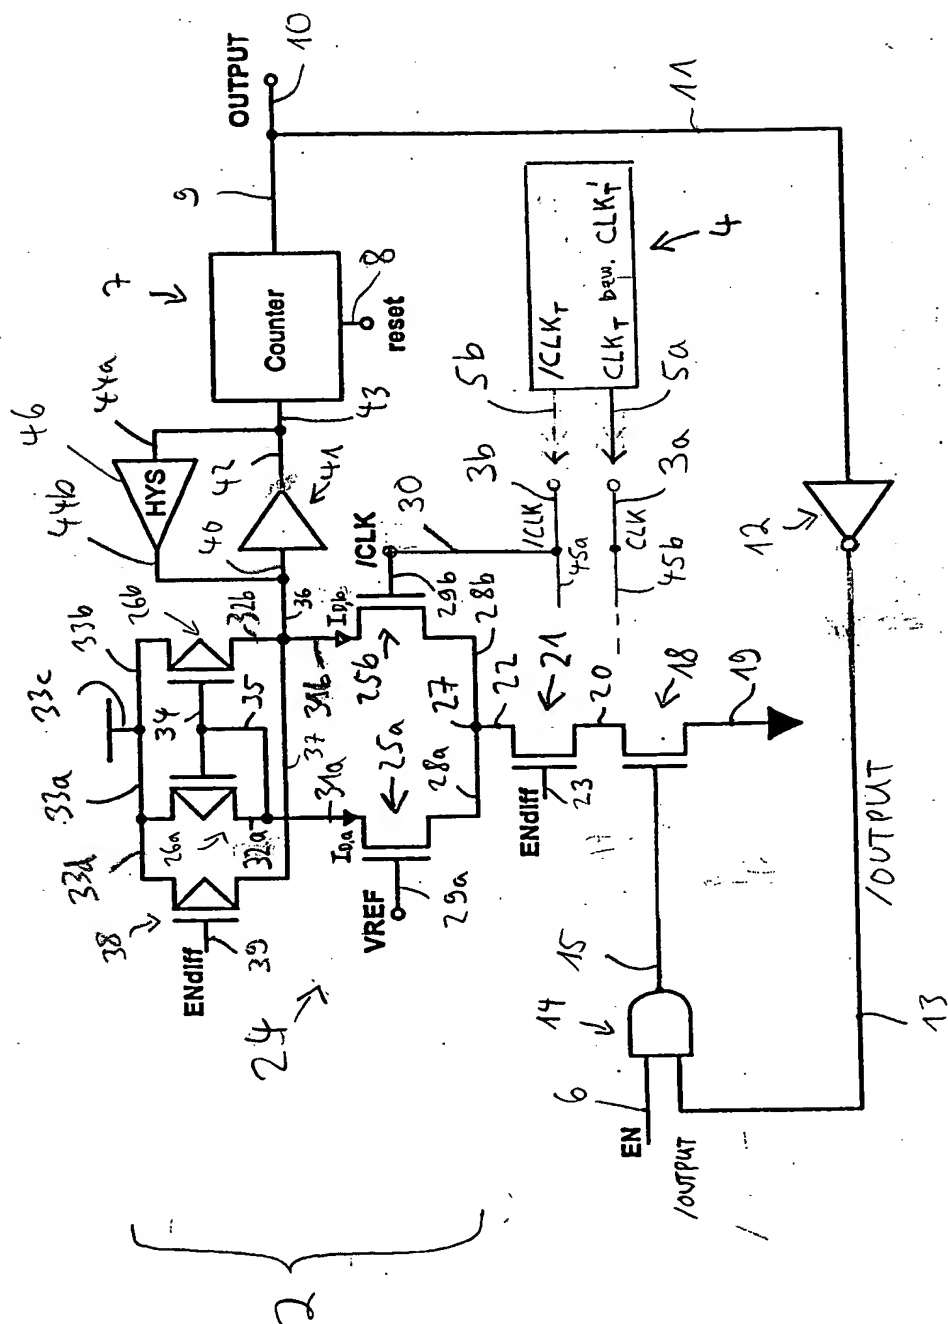 OUTPUT
10
9
11
7
Counter
8
reset
44a
43
46
HYS
44b
42
41
40
/CLK
30
29b
5b
/CLKT
CLKT bzw. CLKT'
4
5a
3b
3a
/CLK
CLK
45a
45b
12
33b
26b
32b
36
ID,b
31b
25b
28b
33c
34
35
37
33a
26a
32a
31a
ID,a
25a
28a
27
22
21
20
18
19
33d
38
ENdiff
39
VREF
29a
ENdiff
23
24
15
14
/OUTPUT
13
6
EN
/OUTPUT
2